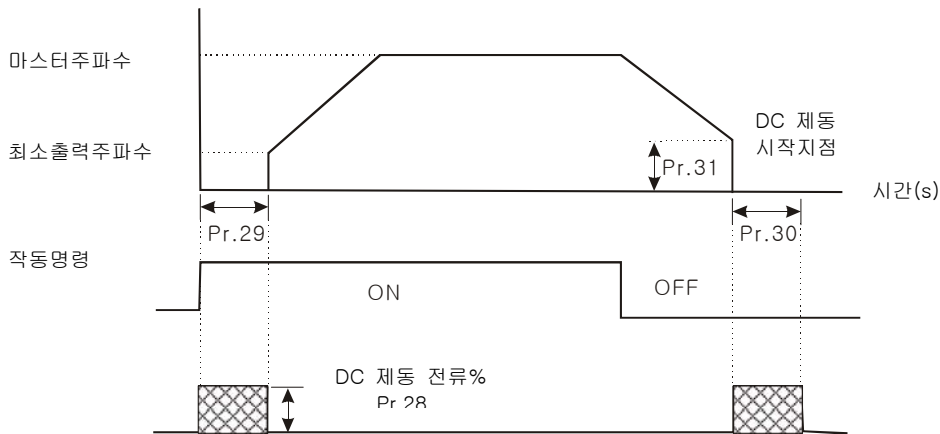 마스터주파수
최소출력주파수
DC 제동
시작지점
Pr.31
시간(s)
Pr.29
Pr.30
작동명령
ON
OFF
DC 제동 전류%
Pr.28